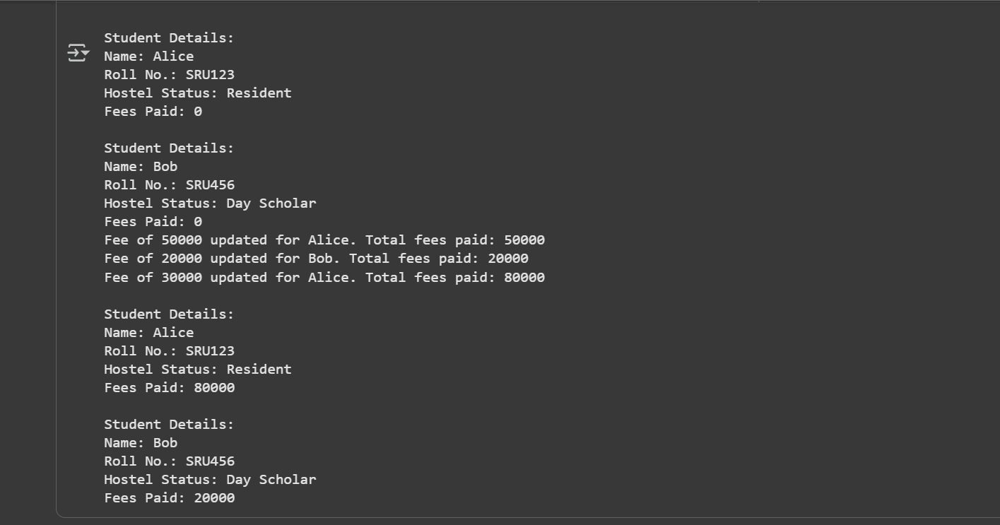 Student Details:
Name: Alice
Roll No.: SRU123
Hostel Status: Resident
Fees Paid: 0

Student Details:
Name: Bob
Roll No.: SRU456
Hostel Status: Day Scholar
Fees Paid: 0
Fee of 50000 updated for Alice. Total fees paid: 50000
Fee of 20000 updated for Bob. Total fees paid: 20000
Fee of 30000 updated for Alice. Total fees paid: 80000

Student Details:
Name: Alice
Roll No.: SRU123
Hostel Status: Resident
Fees Paid: 80000

Student Details:
Name: Bob
Roll No.: SRU456
Hostel Status: Day Scholar
Fees Paid: 20000